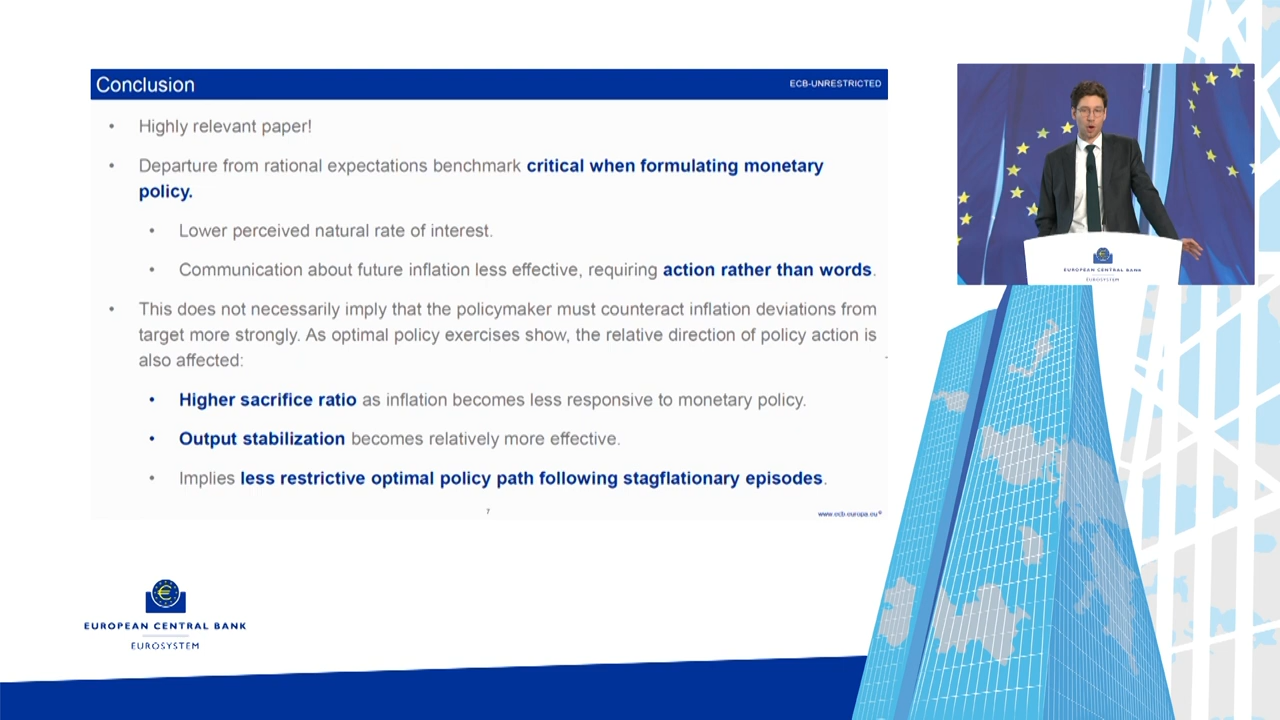 Conclusion
ECB-UNRESTRICTED
• Highly relevant paper!
• Departure from rational expectations benchmark critical when formulating monetary
policy.
• Lower perceived natural rate of interest.
• Communication about future inflation less effective, requiring action rather than words.
• This does not necessarily imply that the policymaker must counteract inflation deviations from
target more strongly. As optimal policy exercises show, the relative direction of policy action is
also affected:
• Higher sacrifice ratio as inflation becomes less responsive to monetary policy.
• Output stabilization becomes relatively more effective.
• Implies less restrictive optimal policy path following stagflationary episodes.
7
www.ecb.europa.eu ©
EUROPEAN CENTRAL BANK
EUROSYSTEM
EUROPEAN CENTRAL BANK
EUROSYSTEM